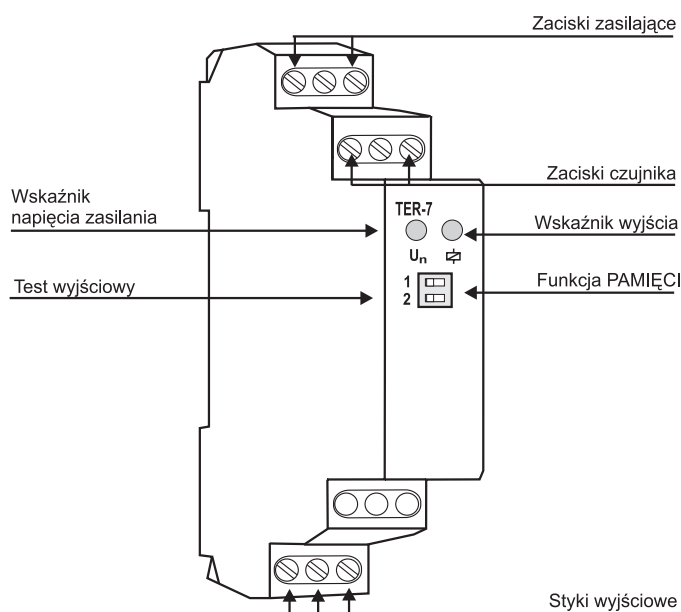 Zaciski zasilające
Zaciski czujnika
Wskaźnik
napięcia zasilania
TER-7
Wskaźnik wyjścia
Un
Test wyjściowy
1
2
Funkcja PAMIĘCI
Styki wyjściowe